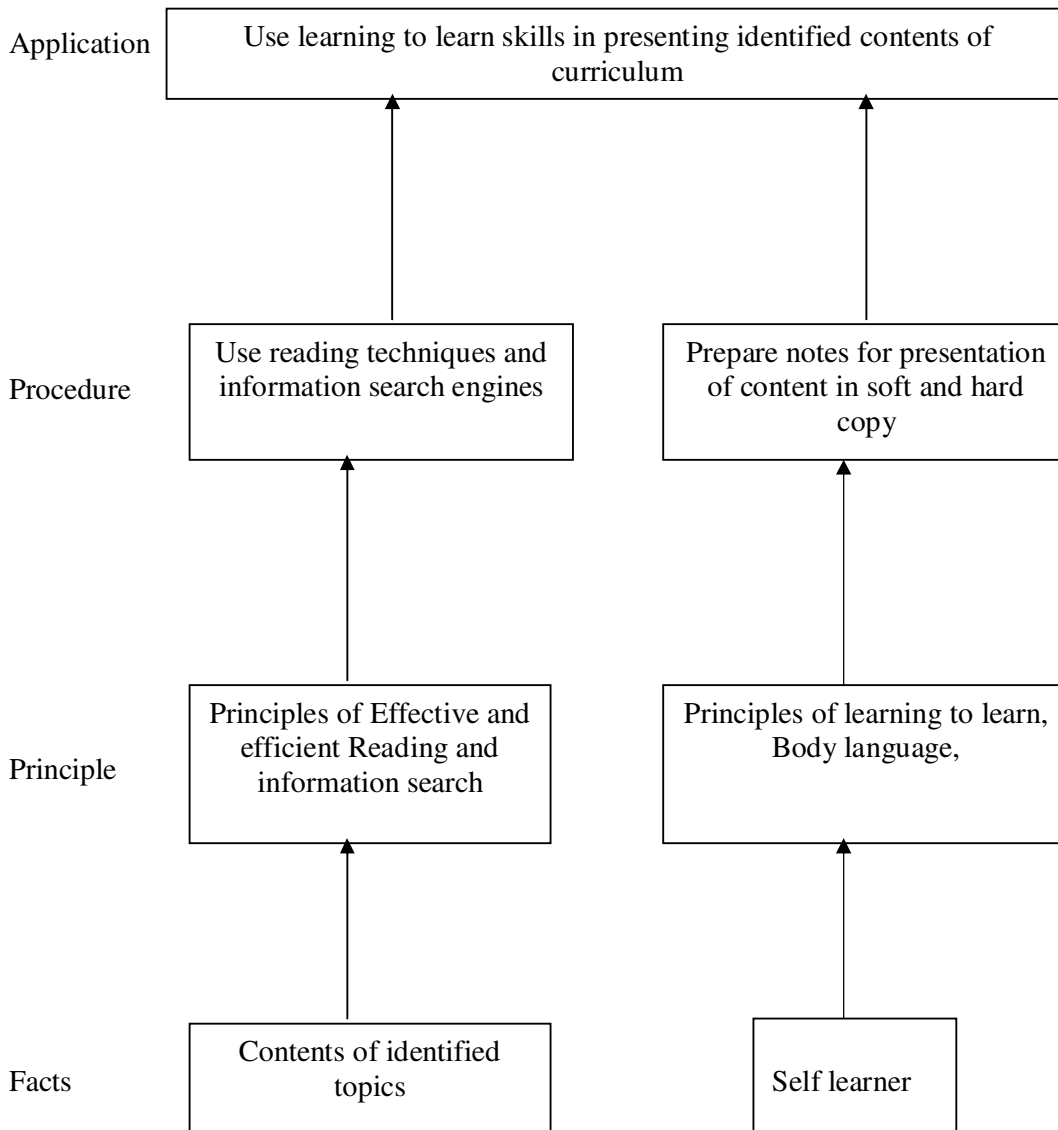 Application
Use learning to learn skills in presenting identified contents of
curriculum
Procedure
Use reading techniques and
information search engines
Prepare notes for presentation
of content in soft and hard
copy
Principle
Principles of Effective and
efficient Reading and
information search
Principles of learning to learn,
Body language,
Facts
Contents of identified
topics
Self learner